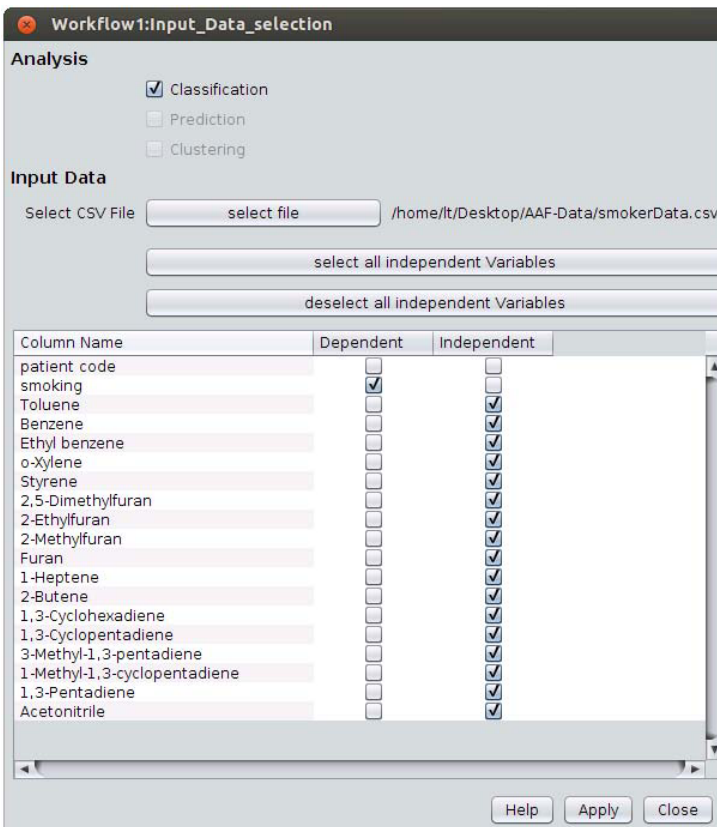 Workflow1:Input_Data_selection
Analysis
Classification
Prediction
Clustering
Input Data
Select CSV File select file /home/lt/Desktop/AAF-Data/smokerData.csv
select all independent Variables
deselect all independent Variables
Column Name Dependent Independent
patient code
smoking
Toluene
Benzene
Ethyl benzene
o-Xylene
Styrene
2,5-Dimethylfuran
2-Ethylfuran
2-Methylfuran
Furan
1-Heptene
2-Butene
1,3-Cyclohexadiene
1,3-Cyclopentadiene
3-Methyl-1,3-pentadiene
1-Methyl-1,3-cyclopentadiene
1,3-Pentadiene
Acetonitrile
Help Apply Close